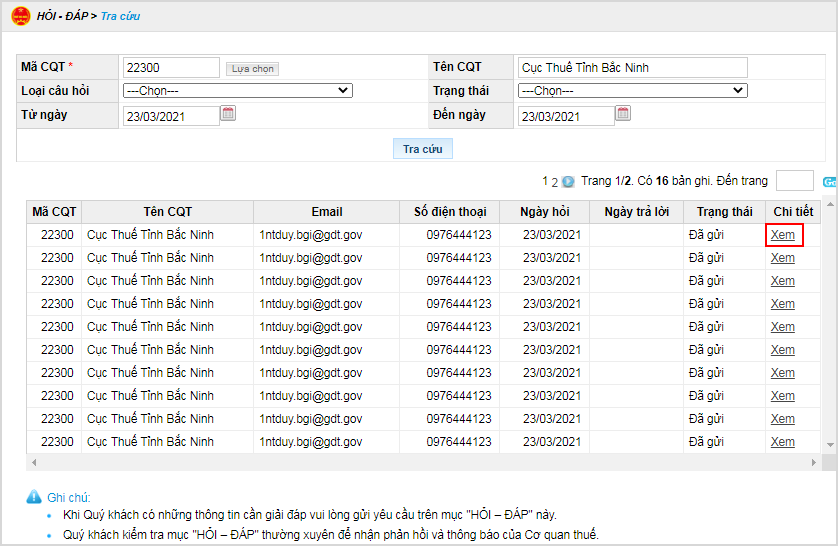 HỎI - ĐÁP > Tra cứu
Mã CQT * 22300 Lựa chọn Tên CQT Cục Thuế Tỉnh Bắc Ninh
Loại câu hỏi ---Chọn--- Trạng thái ---Chọn---
Từ ngày 23/03/2021 Đến ngày 23/03/2021
Tra cứu
1 2 Trang 1/2. Có 16 bản ghi. Đến trang
Mã CQT Tên CQT Email Số điện thoại Ngày hỏi Ngày trả lời Trạng thái Chi tiết
22300 Cục Thuế Tỉnh Bắc Ninh 1ntduy.bgi@gdt.gov 0976444123 23/03/2021 Đã gửi Xem
22300 Cục Thuế Tỉnh Bắc Ninh 1ntduy.bgi@gdt.gov 0976444123 23/03/2021 Đã gửi Xem
22300 Cục Thuế Tỉnh Bắc Ninh 1ntduy.bgi@gdt.gov 0976444123 23/03/2021 Đã gửi Xem
22300 Cục Thuế Tỉnh Bắc Ninh 1ntduy.bgi@gdt.gov 0976444123 23/03/2021 Đã gửi Xem
22300 Cục Thuế Tỉnh Bắc Ninh 1ntduy.bgi@gdt.gov 0976444123 23/03/2021 Đã gửi Xem
22300 Cục Thuế Tỉnh Bắc Ninh 1ntduy.bgi@gdt.gov 0976444123 23/03/2021 Đã gửi Xem
22300 Cục Thuế Tỉnh Bắc Ninh 1ntduy.bgi@gdt.gov 0976444123 23/03/2021 Đã gửi Xem
22300 Cục Thuế Tỉnh Bắc Ninh 1ntduy.bgi@gdt.gov 0976444123 23/03/2021 Đã gửi Xem
22300 Cục Thuế Tỉnh Bắc Ninh 1ntduy.bgi@gdt.gov 0976444123 23/03/2021 Đã gửi Xem
22300 Cục Thuế Tỉnh Bắc Ninh 1ntduy.bgi@gdt.gov 0976444123 23/03/2021 Đã gửi Xem
Ghi chú:
Khi Quý khách có những thông tin cần giải đáp vui lòng gửi yêu cầu trên mục "HỎI – ĐÁP" này.
Quý khách kiểm tra mục "HỎI – ĐÁP" thường xuyên để nhận phản hồi và thông báo của Cơ quan thuế.